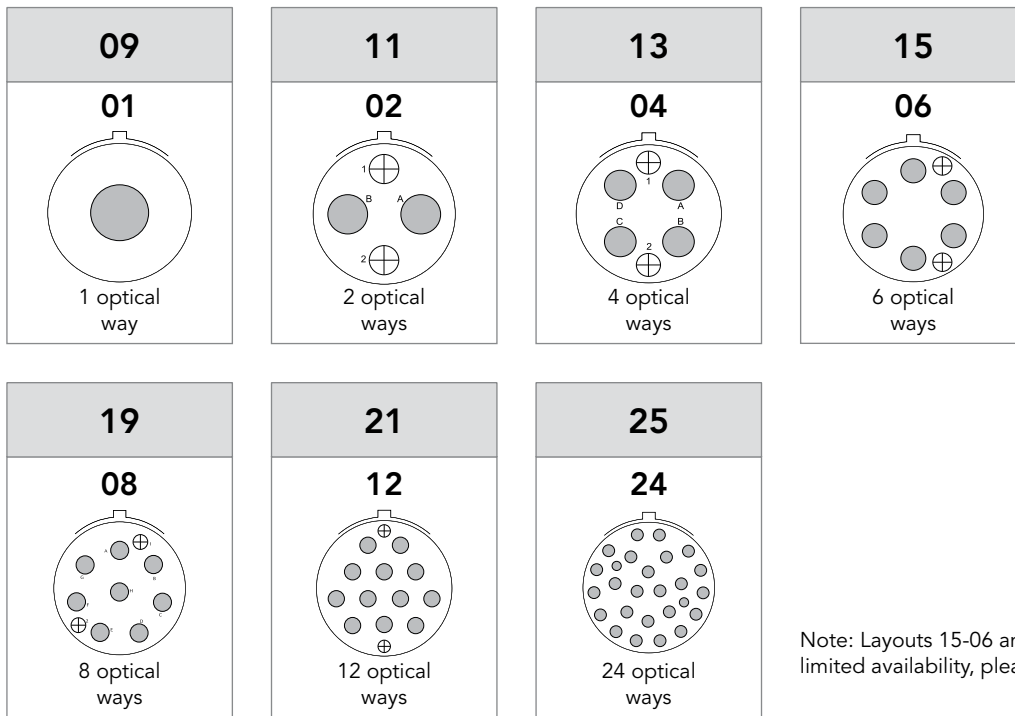 09
01
1 optical
way
11
02
1
B A
2
2 optical
ways
13
04
1
D A
C B
2
4 optical
ways
15
06
6 optical
ways
19
08
A 1
G B
H
F C
2
E D
8 optical
ways
21
12
12 optical
ways
25
24
24 optical
ways
Note: Layouts 15-06
limited availability,